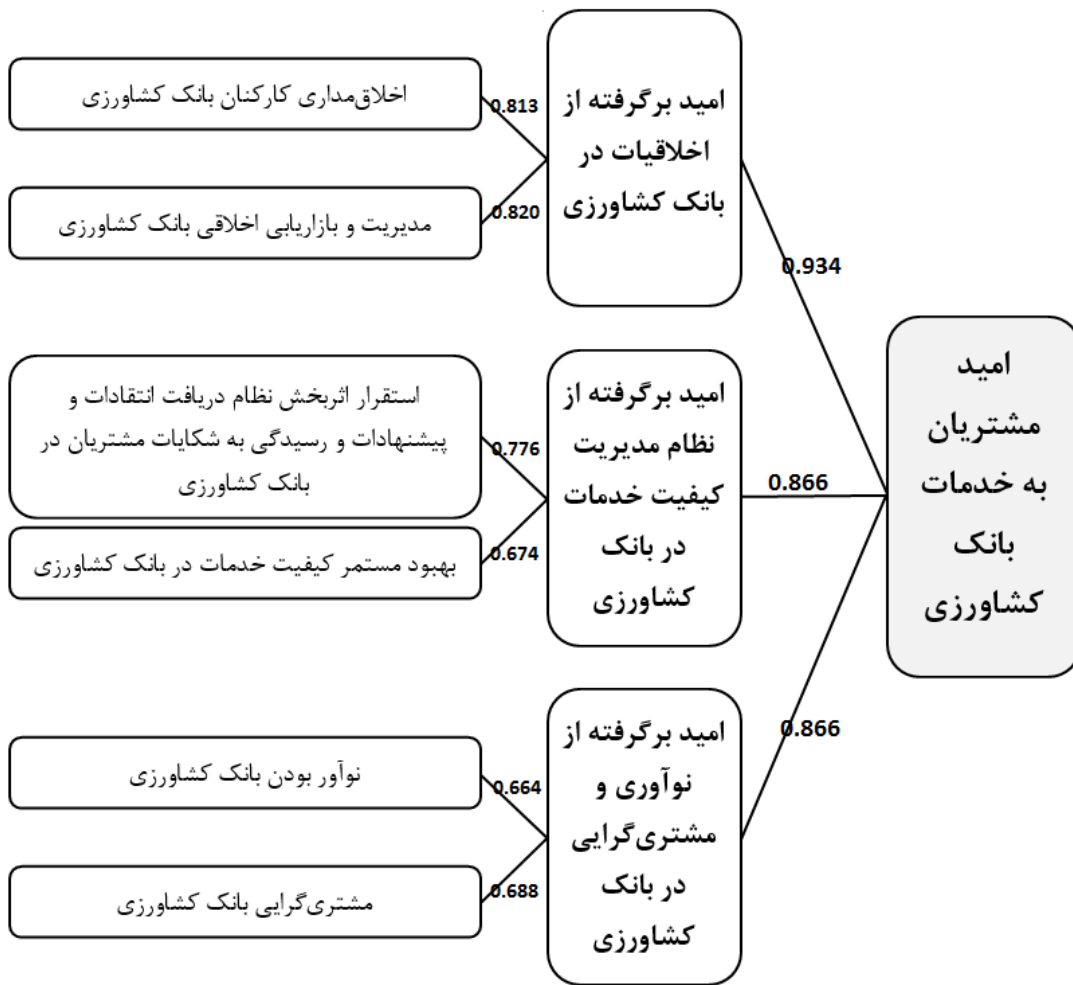 امید
مشتریان
به خدمات
بانک
کشاورزی
0.934
0.866
0.866
امید برگرفته از
اخلاقیات در
بانک کشاورزی
0.813
0.820
اخلاق‌مداری کارکنان بانک کشاورزی
مدیریت و بازاریابی اخلاقی بانک کشاورزی
امید برگرفته از
نظام مدیریت
کیفیت خدمات
در بانک
کشاورزی
0.776
0.674
استقرار اثربخش نظام دریافت انتقادات و
پیشنهادات و رسیدگی به شکایات مشتریان در
بانک کشاورزی
بهبود مستمر کیفیت خدمات در بانک کشاورزی
امید برگرفته از
نوآوری و
مشتری‌گرایی
در بانک
کشاورزی
0.664
0.688
نوآور بودن بانک کشاورزی
مشتری‌گرایی بانک کشاورزی